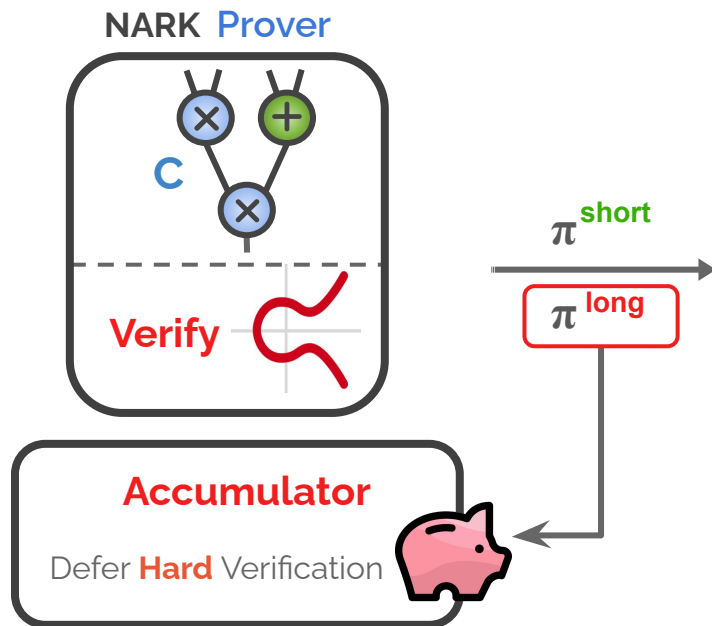 NARK Prover
× +
C
×
π^short
Verify
π^long
Accumulator
Defer Hard Verification